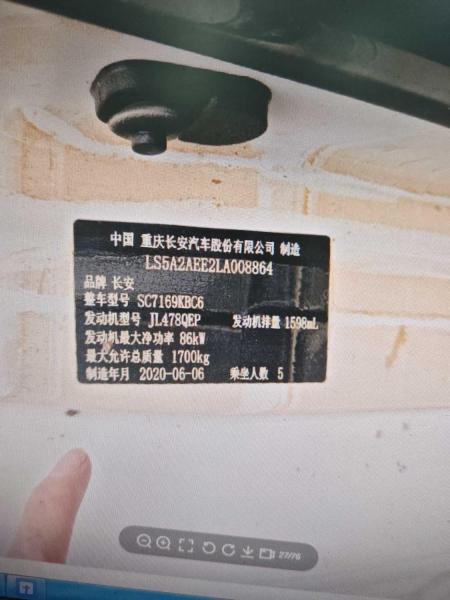 中国 重庆长安汽车股份有限公司 制造
LS5A2AEE2LA008864
品牌 长安
整车型号 SC7169KBC6
发动机型号 JL478QEP 发动机排量 1598mL
发动机最大净功率 86kW
最大允许总质量 1700kg
制造年月 2020-06-06 乘坐人数 5
27/76